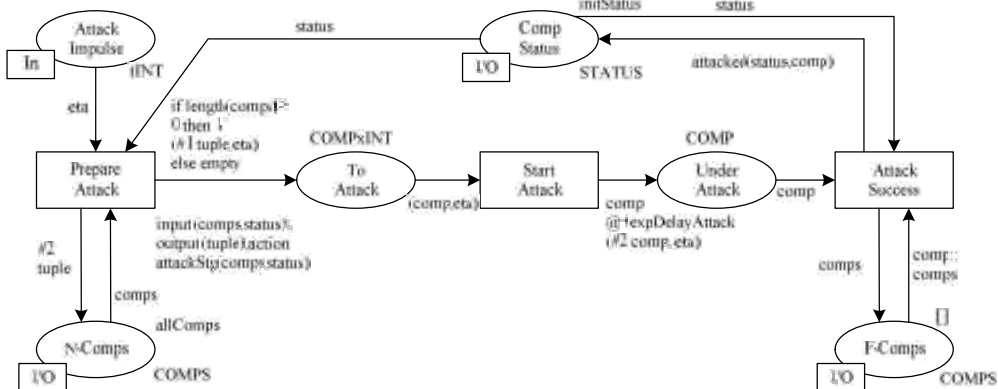 initStatus
status
Attack
Impulse
In
tINT
status
Comp
Status
I/O
STATUS
attacked(status,comp)
eta
if length(comps)
0 then 1`
(#1 tuple,eta)
else empty
COMPxINT
COMP
Prepare
Attack
To
Attack
Start
Attack
Under
Attack
Attack
Success
(comp,eta)
comp
comp
@+expDelayAttack
(#2 comp,eta)
input(comps,status);
output(tuple);action
attackStg(comps,status)
#2
tuple
comps
comps
comp::
comps
allComps
[]
N-Comps
F-Comps
I/O
COMPS
I/O
COMPS